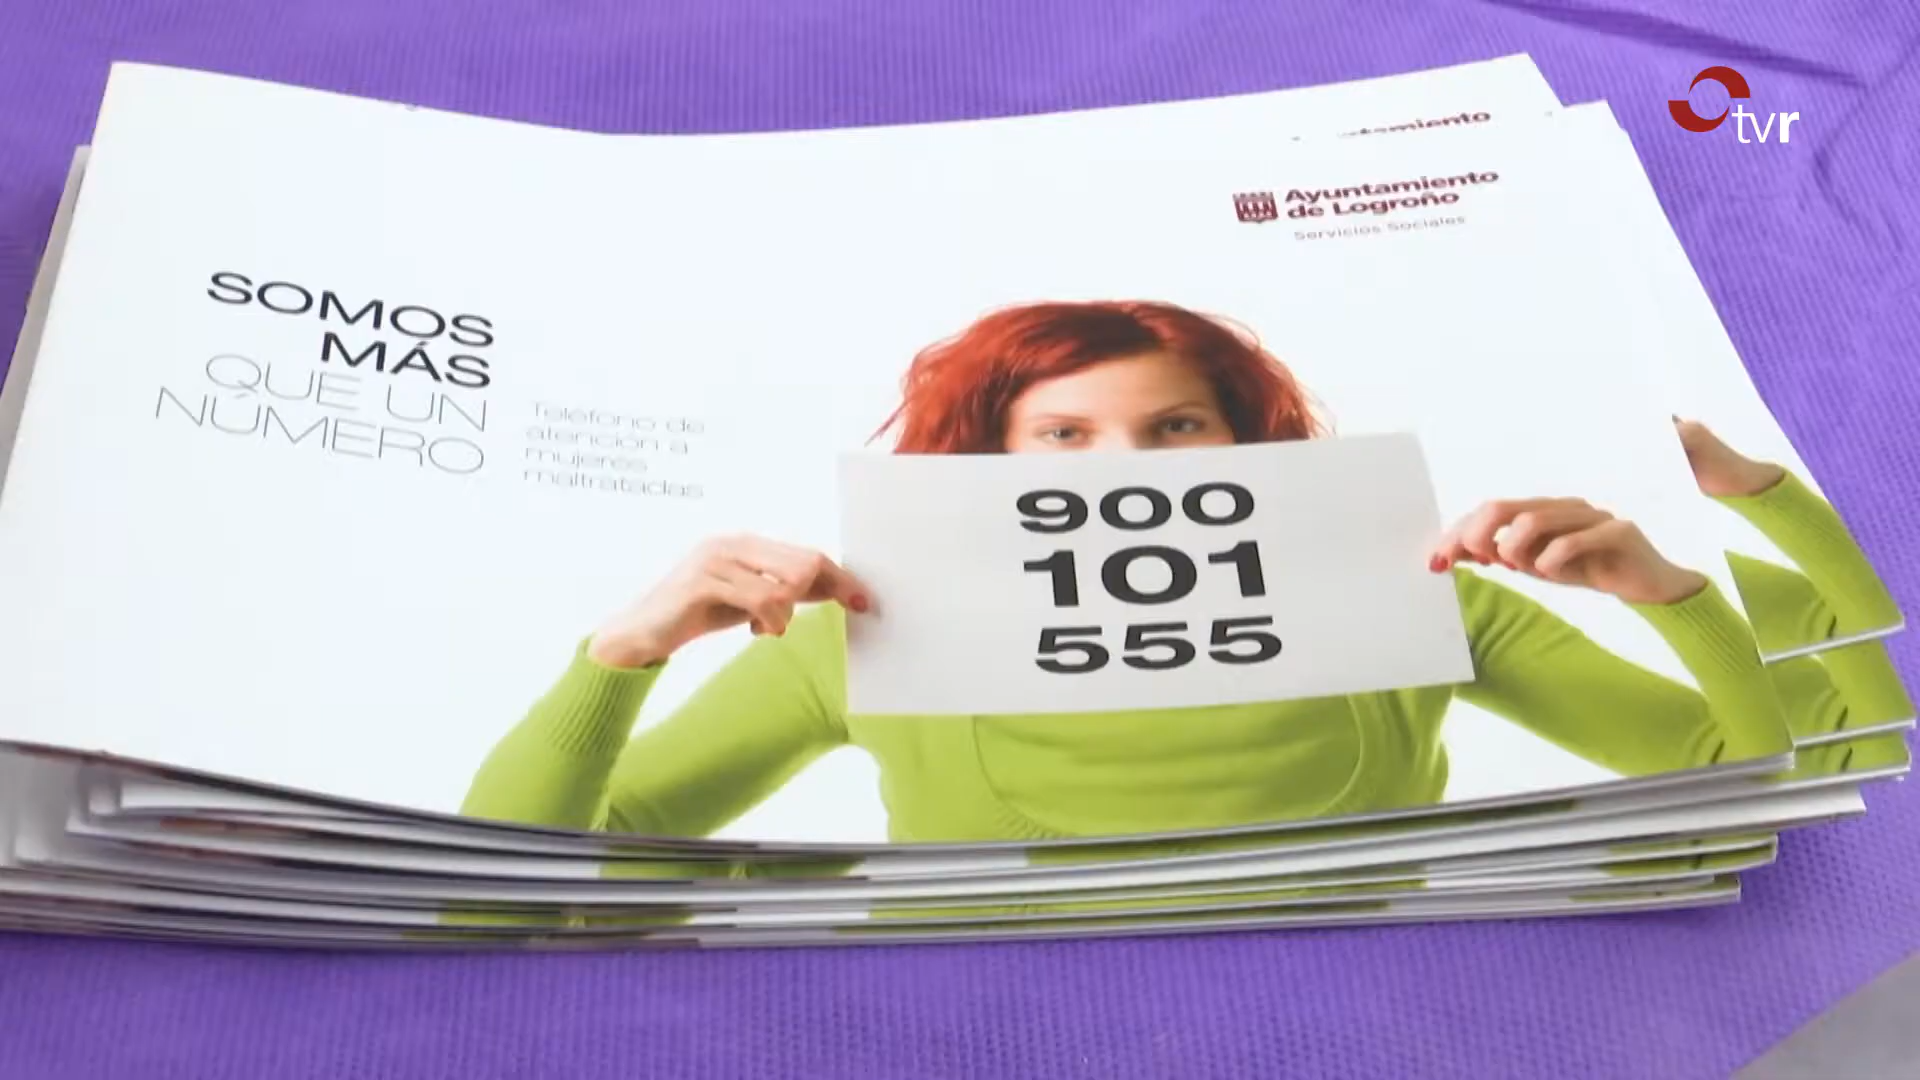 tvr
Ayuntamiento
de Logroño
Servicios Sociales
SOMOS
MÁS
QUE UN
NÚMERO
Teléfono de
atención a
mujeres
maltratadas
900
101
555